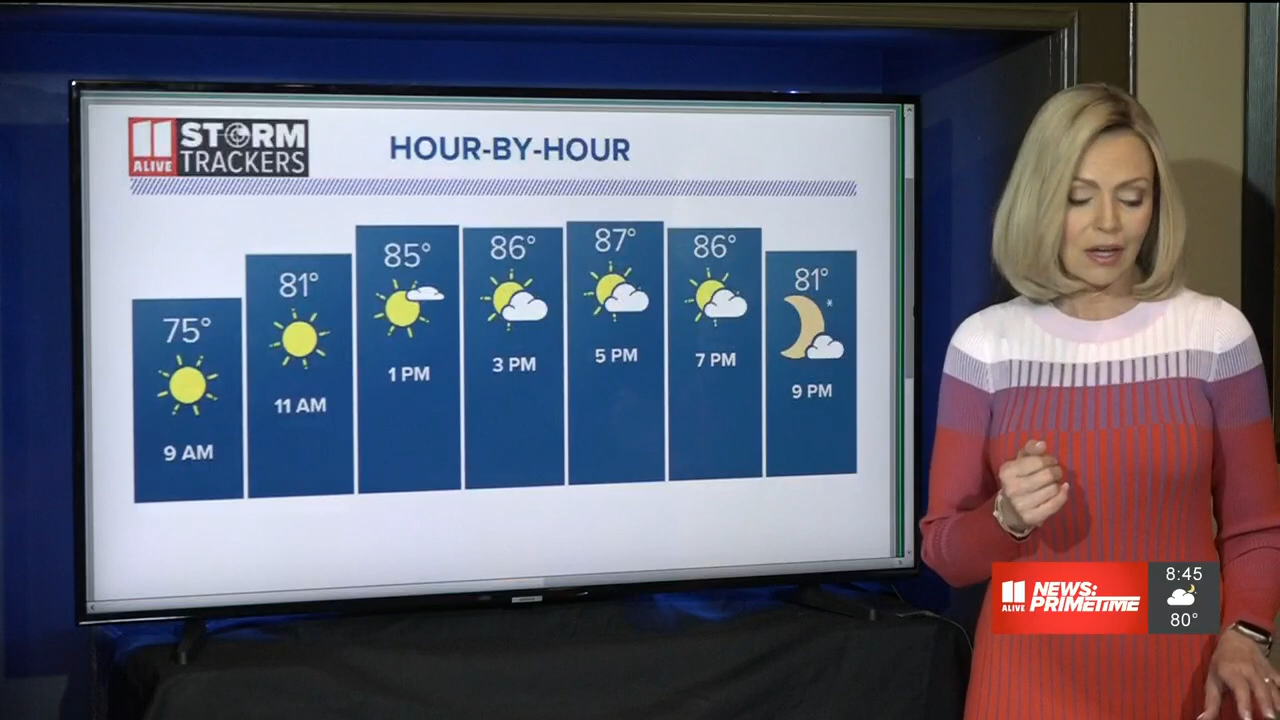 11 ALIVE
STORM
TRACKERS
HOUR-BY-HOUR
75°
9 AM
81°
11 AM
85°
1 PM
86°
3 PM
87°
5 PM
86°
7 PM
81°
9 PM
11 ALIVE
NEWS:
PRIMETIME
8:45
80°